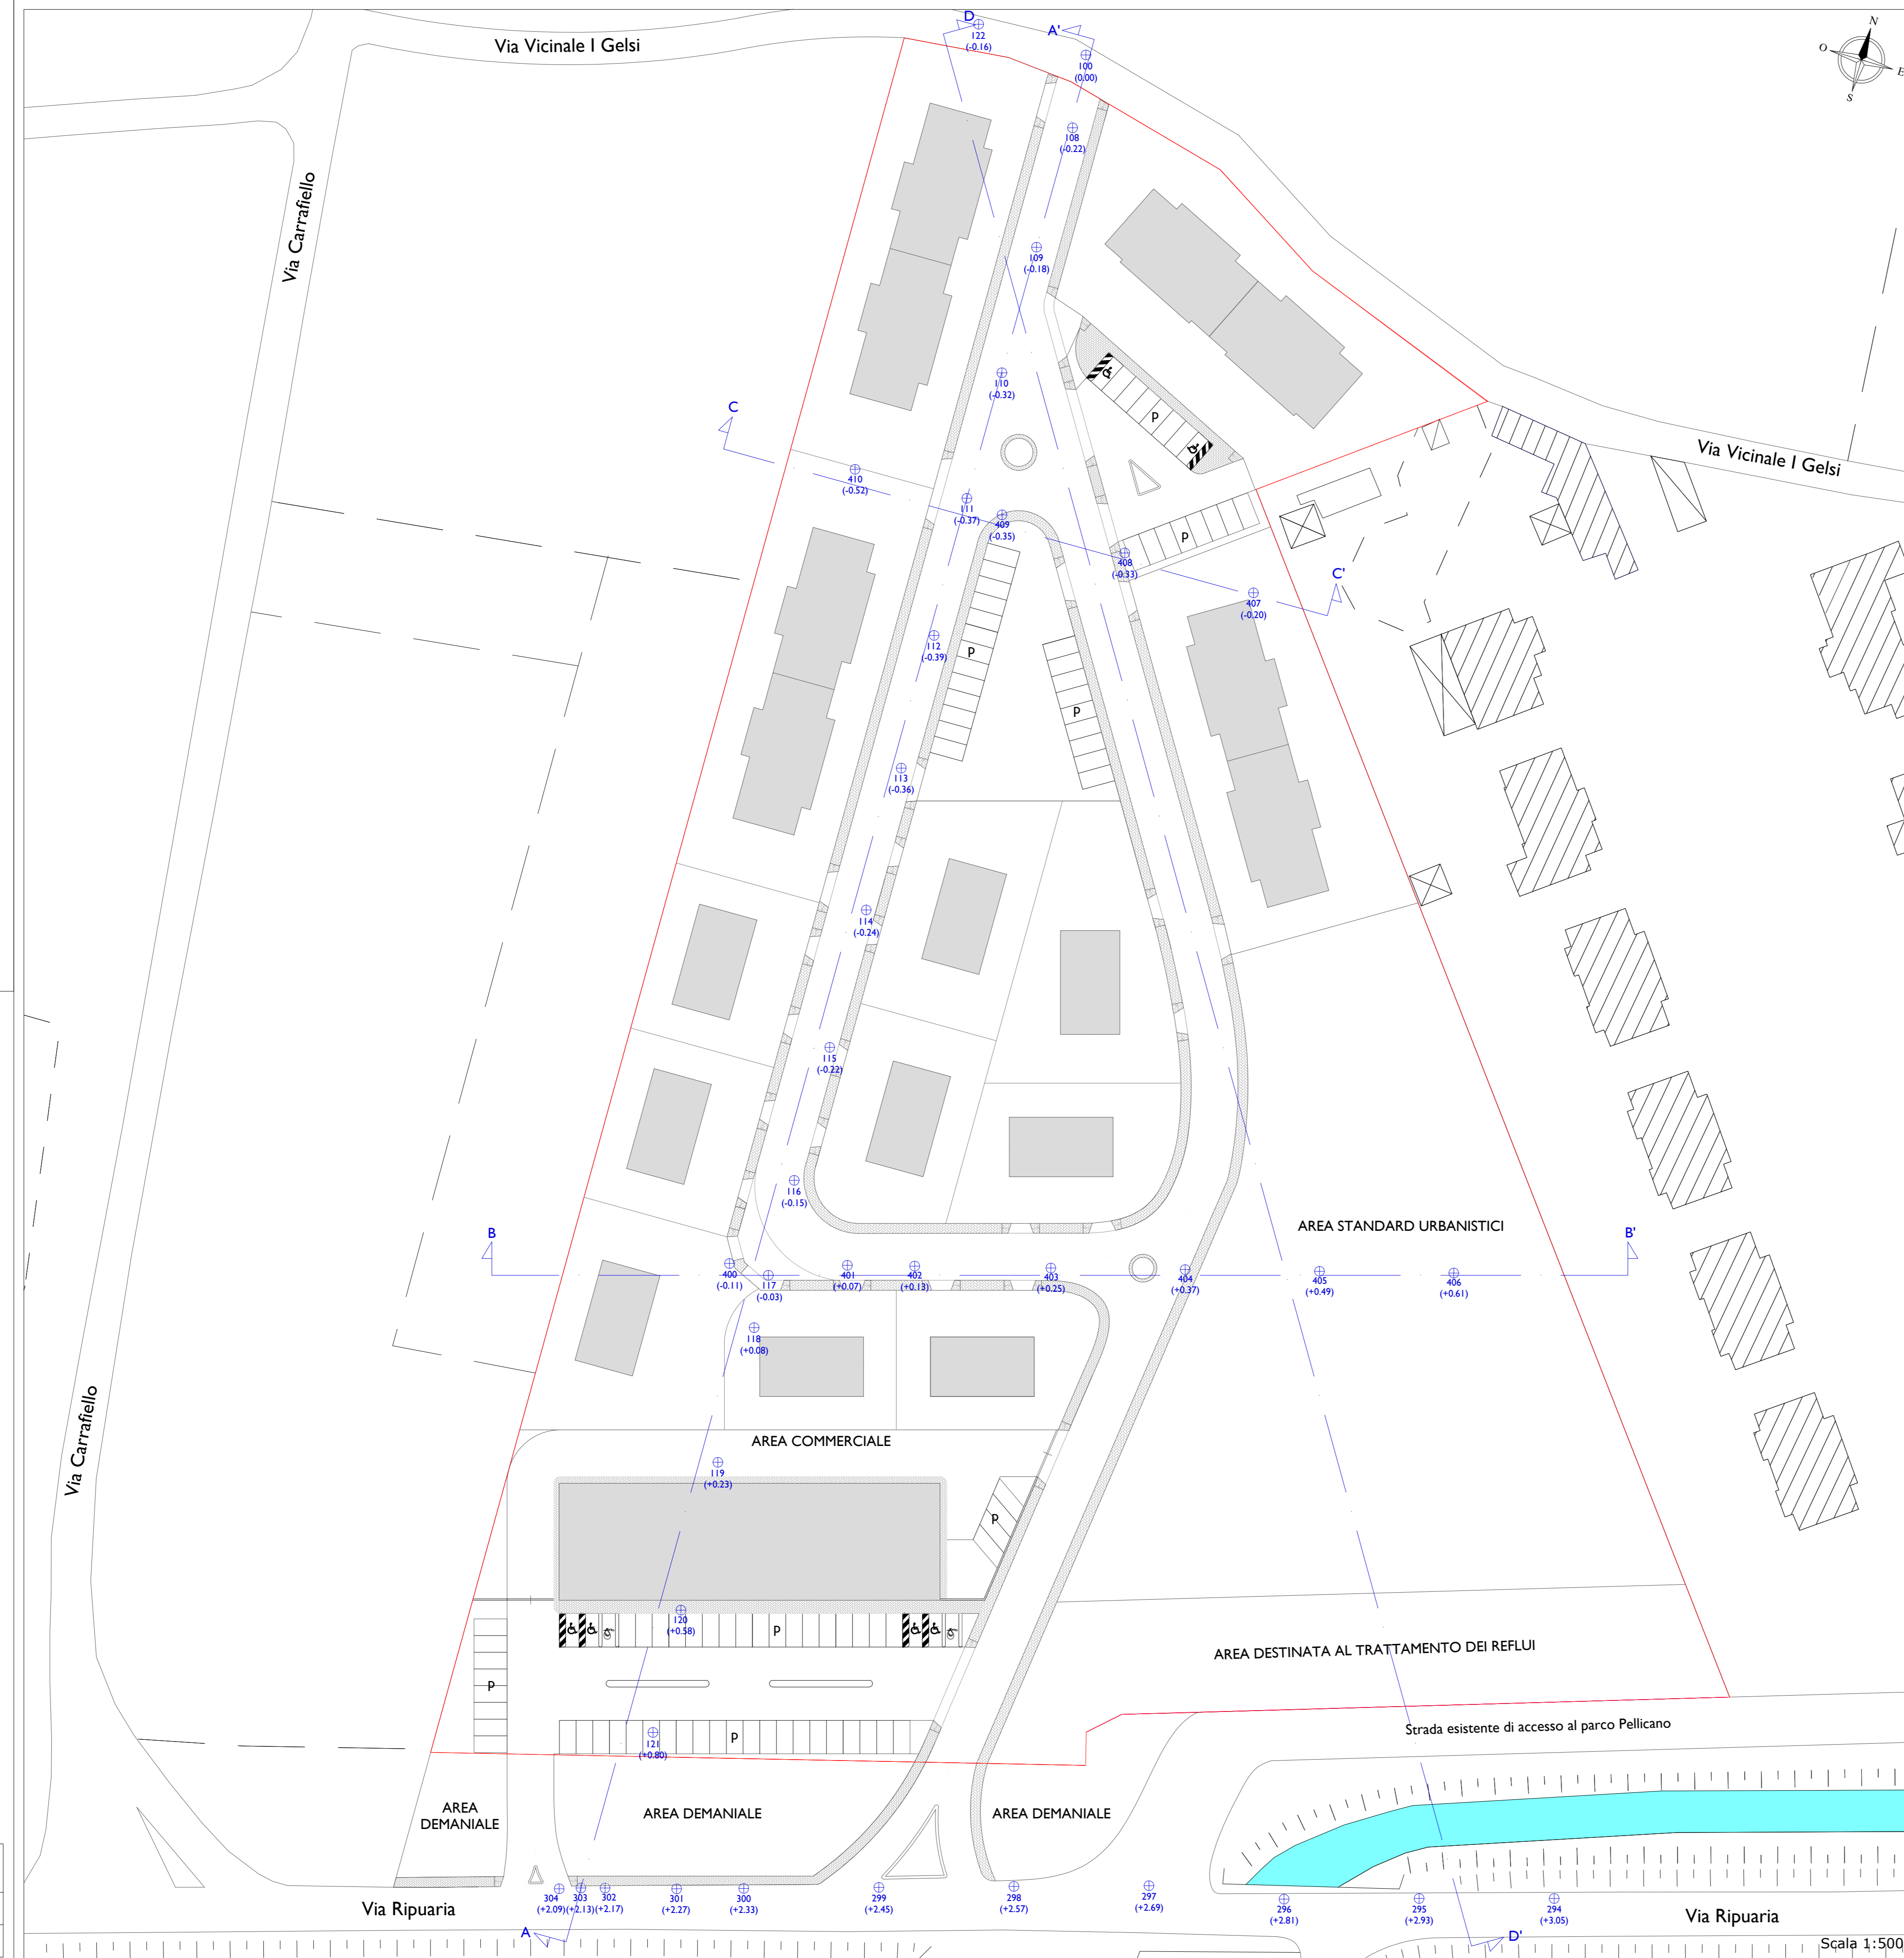 D
122
(-0.16)
A'
100
(0.00)
N
O
E
S
Via Vicinale I Gelsi
108
(-0.22)
Via Carrafiello
109
(-0.18)
110
(-0.32)
P
C
Via Vicinale I Gelsi
410
(-0.52)
111
(-0.37)
409
(-0.35)
P
408
(-0.33)
C'
407
(-0.20)
112
(-0.39)
P
P
113
(-0.36)
114
(-0.24)
115
(-0.22)
116
(-0.15)
AREA STANDARD URBANISTICI
B
B'
400
(-0.11)
117
(-0.03)
401
(+0.07)
402
(+0.13)
403
(+0.25)
404
(+0.37)
405
(+0.49)
406
(+0.61)
118
(+0.08)
Via Carrafiello
AREA COMMERCIALE
119
(+0.23)
P
120
(+0.58)
P
AREA DESTINATA AL TRATTAMENTO DEI REFLUI
P
121
(+0.80)
P
Strada esistente di accesso al parco Pellicano
AREA
DEMANIALE
AREA DEMANIALE
AREA DEMANIALE
304
(+2.09)
303
(+2.13)
302
(+2.17)
301
(+2.27)
300
(+2.33)
299
(+2.45)
298
(+2.57)
297
(+2.69)
296
(+2.81)
295
(+2.93)
294
(+3.05)
Via Ripuaria
Via Ripuaria
A
D'
Scala 1:500